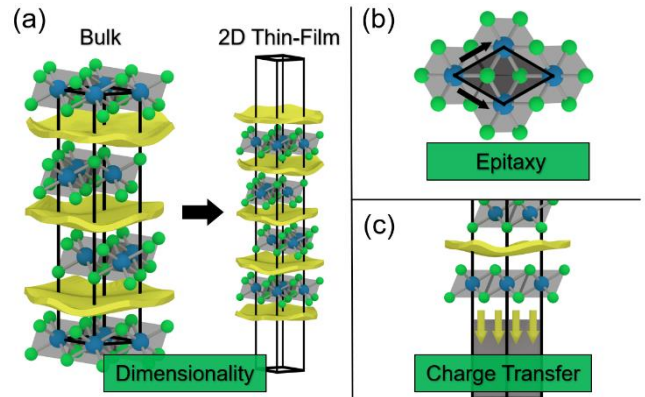 (a)
Bulk
2D Thin-Film
Dimensionality
(b)
Epitaxy
(c)
Charge Transfer